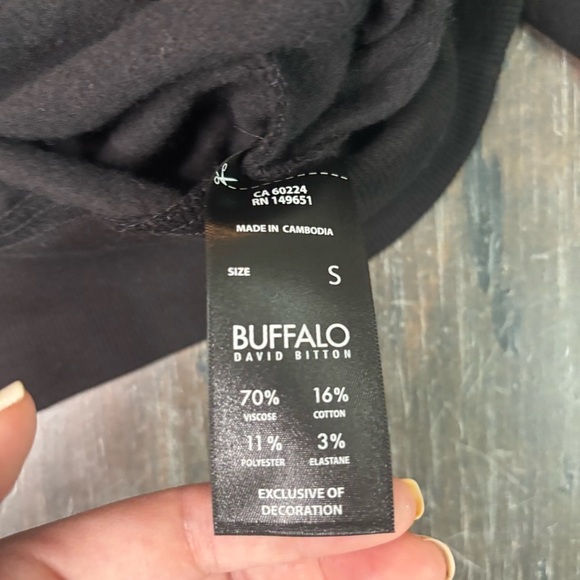 CA 60224
RN 149651
MADE IN CAMBODIA
SIZE S
BUFFALO
DAVID BITTON
70% 16%
VISCOSE COTTON
11% 3%
POLYESTER ELASTANE
EXCLUSIVE OF
DECORATION